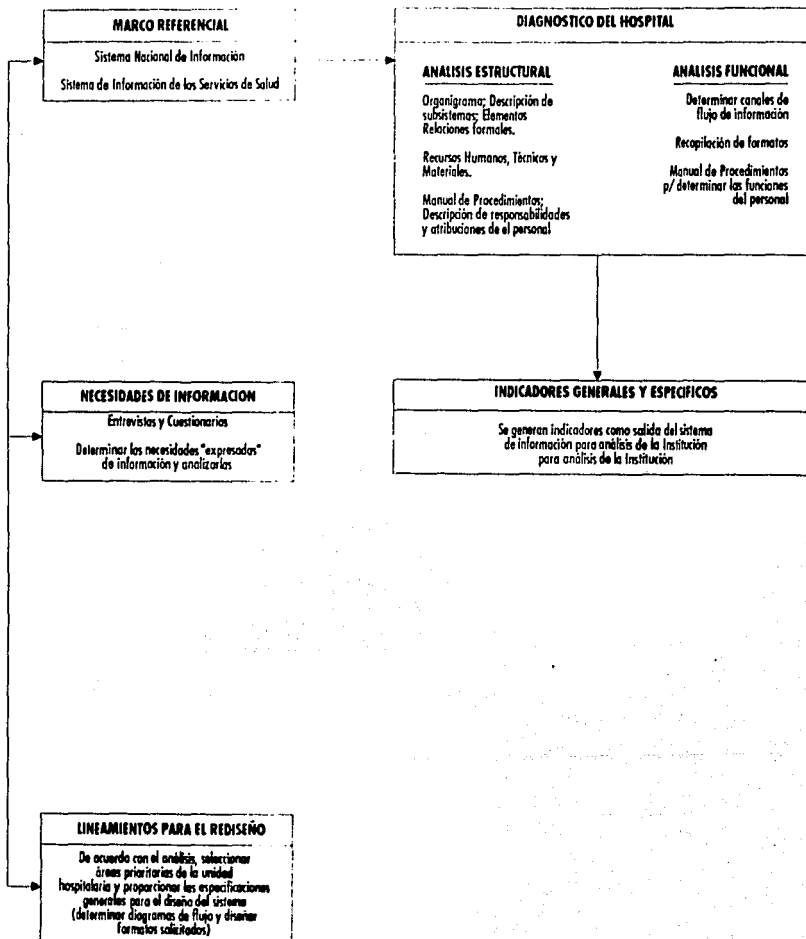 MARCO REFERENCIAL
Sistema Nacional de Información
Sistema de Información de los Servicios de Salud
DIAGNOSTICO DEL HOSPITAL
ANALISIS ESTRUCTURAL
Organigrama; Descripción de
subsistemas; Elementos
Relaciones formales.
Recursos Humanos, Técnicos y
Materiales.
Manual de Procedimientos;
Descripción de responsabilidades
y atribuciones de el personal
ANALISIS FUNCIONAL
Determinar canales de
flujo de información
Recopilación de formatos
Manual de Procedimientos
p/ determinar las funciones
del personal
NECESIDADES DE INFORMACION
Entrevistas y Cuestionarios
Determinar las necesidades "expresadas"
de información y analizarlas
INDICADORES GENERALES Y ESPECIFICOS
Se generan indicadores como salida del sistema
de información para análisis de la Institución
para análisis de la Institución
LINEAMIENTOS PARA EL REDISEÑO
De acuerdo con el análisis, seleccionar
áreas prioritarias de la unidad
hospitalaria y proporcionar las especificaciones
generales para el diseño del sistema
(determinar diagramas de flujo y diseñar
formatos solicitados)